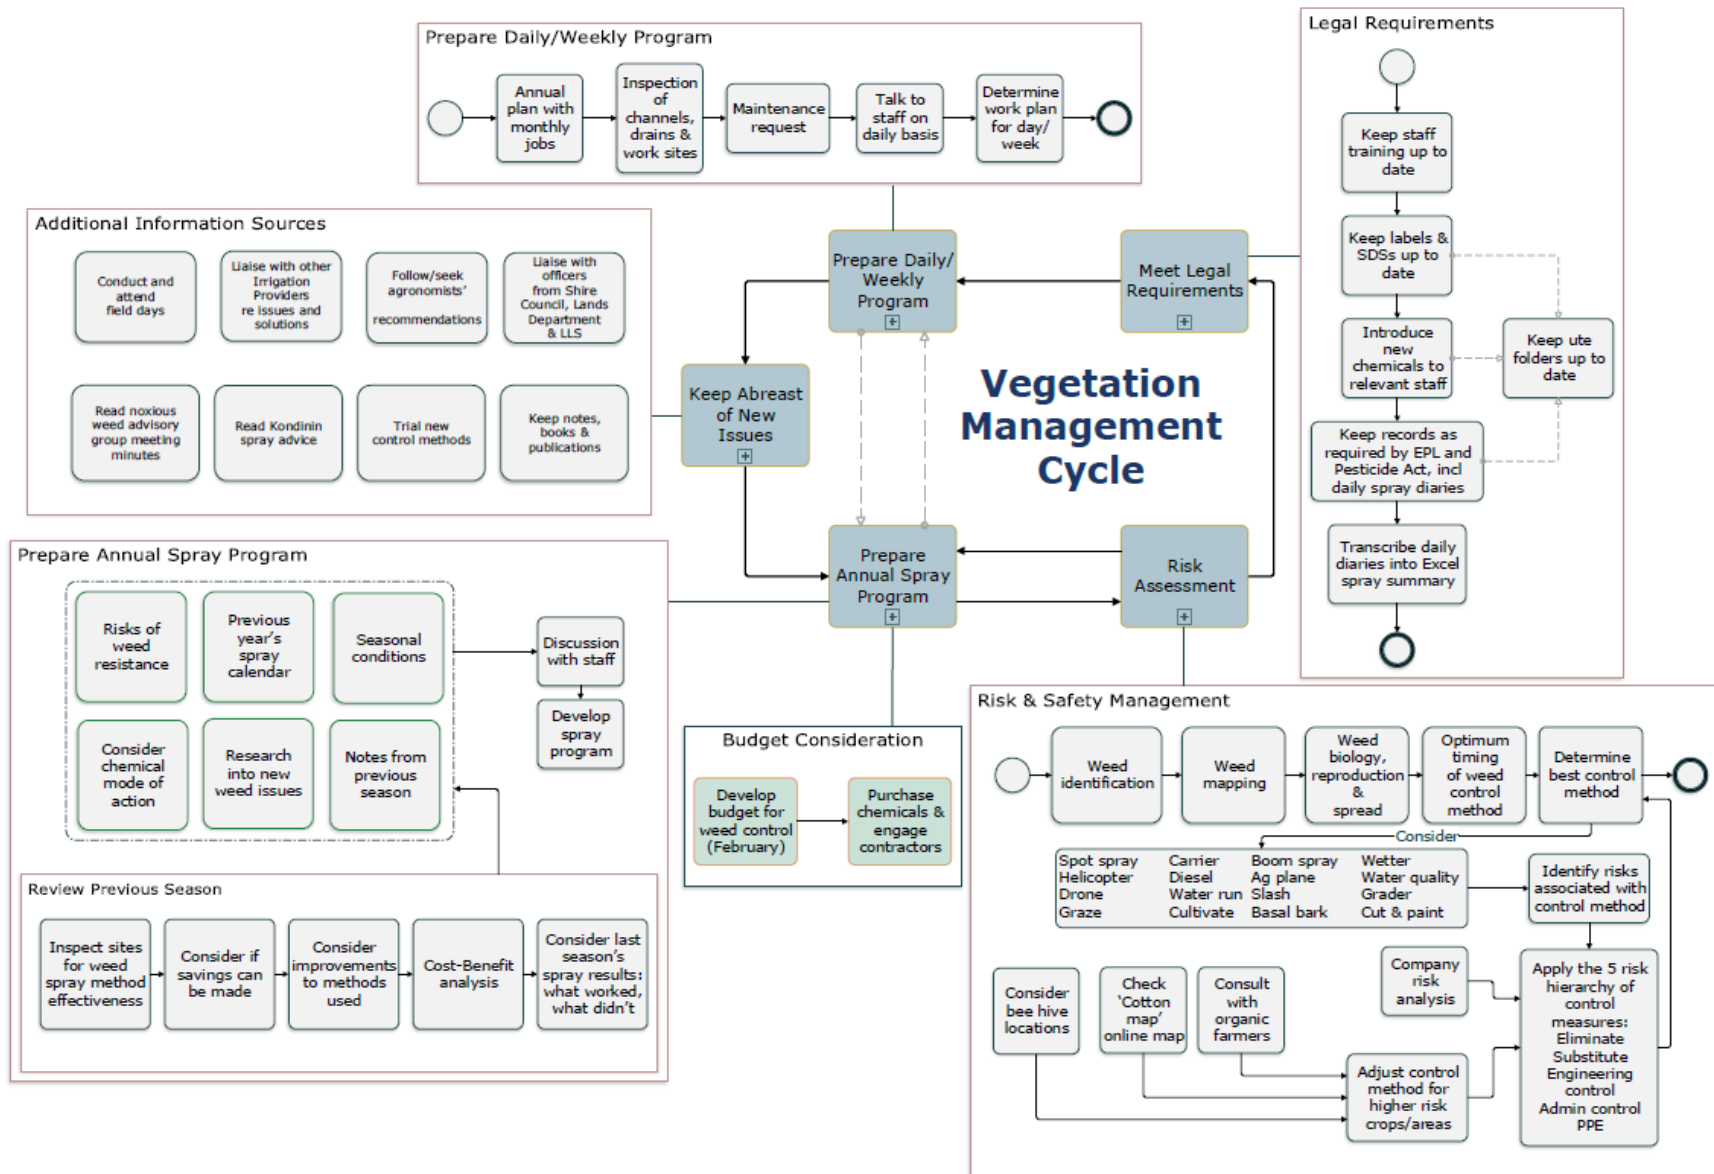 Prepare Daily/Weekly Program
Annual
plan with
monthly
jobs
Inspection
of
channels,
drains &
work sites
Maintenance
request
Talk to
staff on
daily basis
Determine
work plan
for day/
week
Legal Requirements
Keep staff
training up to
date
Keep labels &
SDSs up to
date
Introduce
new
chemicals to
relevant staff
Keep ute
folders up to
date
Keep records as
required by EPL and
Pesticide Act, incl
daily spray diaries
Transcribe daily
diaries into Excel
spray summary
Additional Information Sources
Conduct and
attend
field days
Liaise with other
Irrigation
Providers
re issues and
solutions
Follow/seek
agronomists'
recommendations
Liaise with
officers
from Shire
Council, Lands
Department
& LLS
Read noxious
weed advisory
group meeting
minutes
Read Kondinin
spray advice
Trial new
control methods
Keep notes,
books &
publications
Prepare Daily/
Weekly
Program
Meet Legal
Requirements
Keep Abreast
of New
Issues
Vegetation
Management
Cycle
Prepare
Annual Spray
Program
Risk
Assessment
Prepare Annual Spray Program
Risks of
weed
resistance
Previous
year's
spray
calendar
Seasonal
conditions
Discussion
with staff
Develop
spray
program
Consider
chemical
mode of
action
Research
into new
weed issues
Notes from
previous
season
Review Previous Season
Inspect sites
for weed
spray method
effectiveness
Consider if
savings can
be made
Consider
improvements
to methods
used
Cost-Benefit
analysis
Consider last
season's
spray results:
what worked,
what didn't
Budget Consideration
Develop
budget for
weed control
(February)
Purchase
chemicals &
engage
contractors
Risk & Safety Management
Weed
identification
Weed
mapping
Weed
biology,
reproduction
&
spread
Optimum
timing
of weed
control
method
Determine
best control
method
Consider
Spot spray Carrier Boom spray Wetter
Helicopter Diesel Ag plane Water quality
Drone Water run Slash Grader
Graze Cultivate Basal bark Cut & paint
Identify risks
associated with
control method
Consider
bee hive
locations
Check
'Cotton
map'
online map
Consult
with
organic
farmers
Company
risk
analysis
Adjust control
method for
higher risk
crops/areas
Apply the 5 risk
hierarchy of
control
measures:
Eliminate
Substitute
Engineering
control
Admin control
PPE